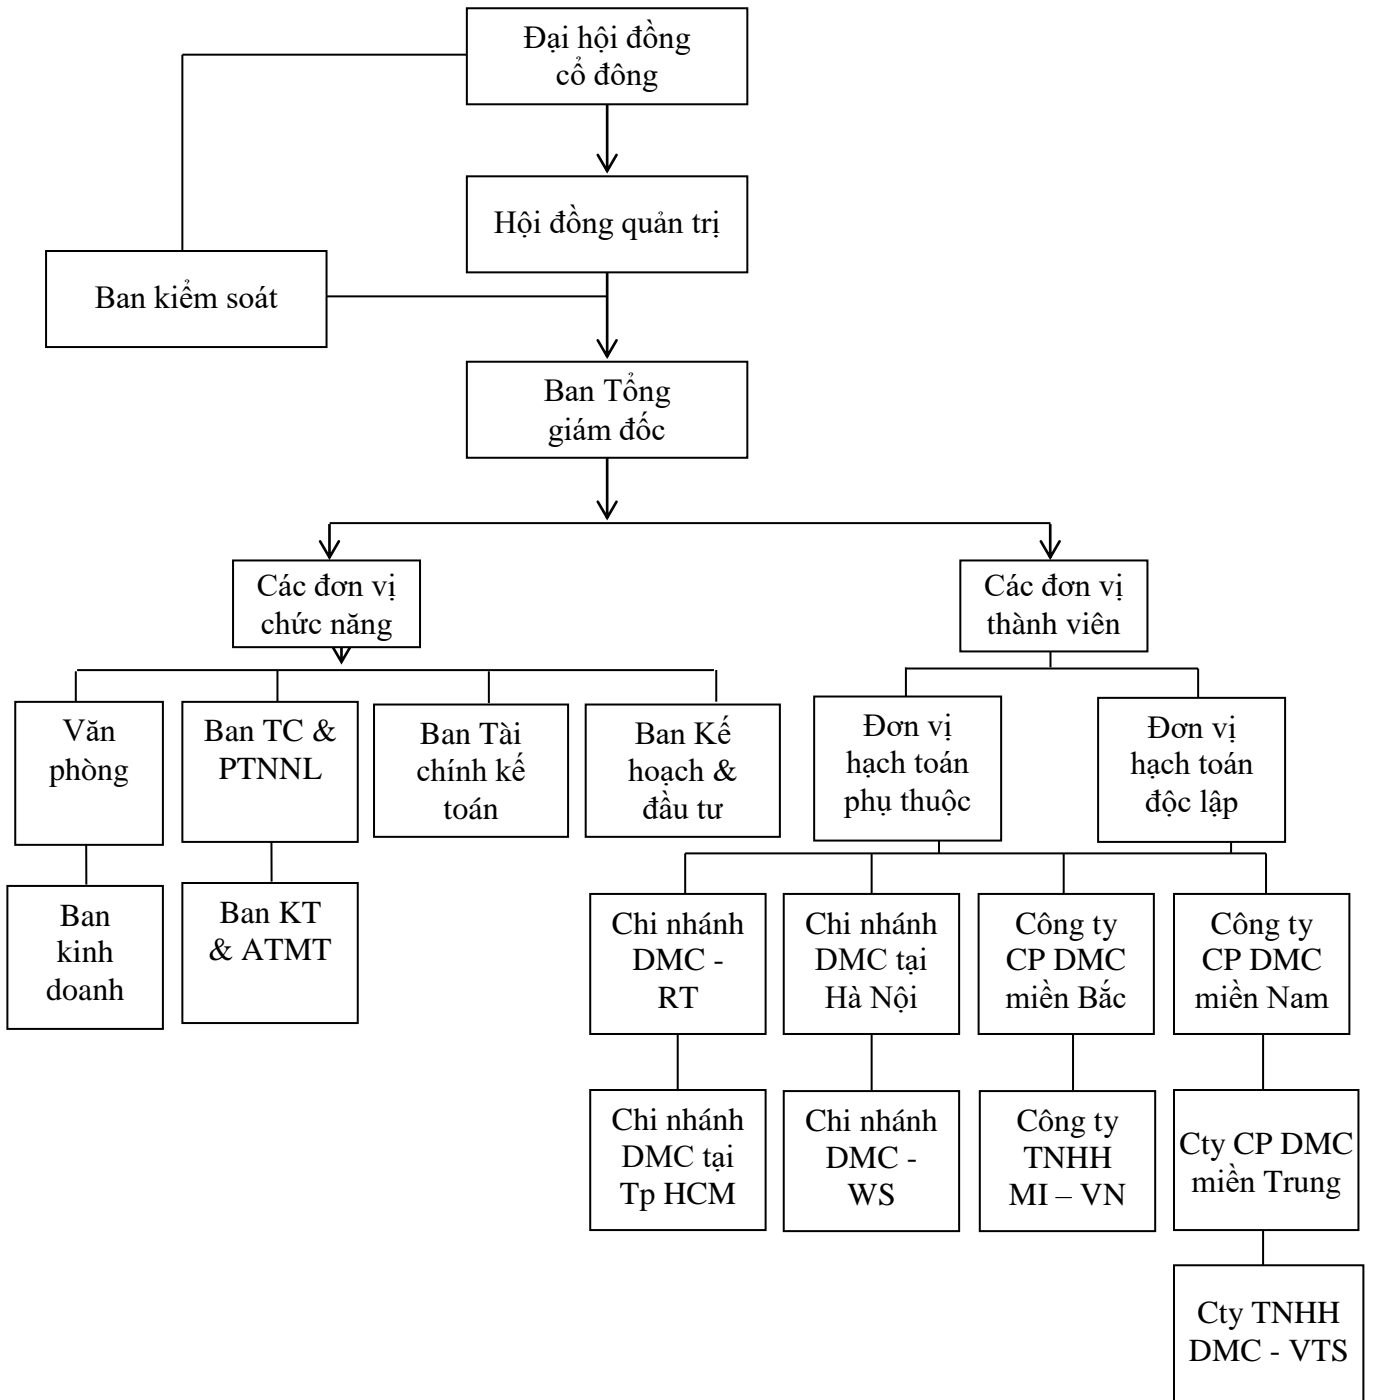 Đại hội đồng
cổ đông
Hội đồng quản trị
Ban kiểm soát
Ban Tổng
giám đốc
Các đơn vị
chức năng
Các đơn vị
thành viên
Văn
phòng
Ban TC &
PTNNL
Ban Tài
chính kế
toán
Ban Kế
hoạch &
đầu tư
Đơn vị
hạch toán
phụ thuộc
Đơn vị
hạch toán
độc lập
Ban
kinh
doanh
Ban KT
& ATMT
Chi nhánh
DMC -
RT
Chi nhánh
DMC tại
Hà Nội
Công ty
CP DMC
miền Bắc
Công ty
CP DMC
miền Nam
Chi nhánh
DMC tại
Tp HCM
Chi nhánh
DMC -
WS
Công ty
TNHH
MI – VN
Cty CP DMC
miền Trung
Cty TNHH
DMC - VTS